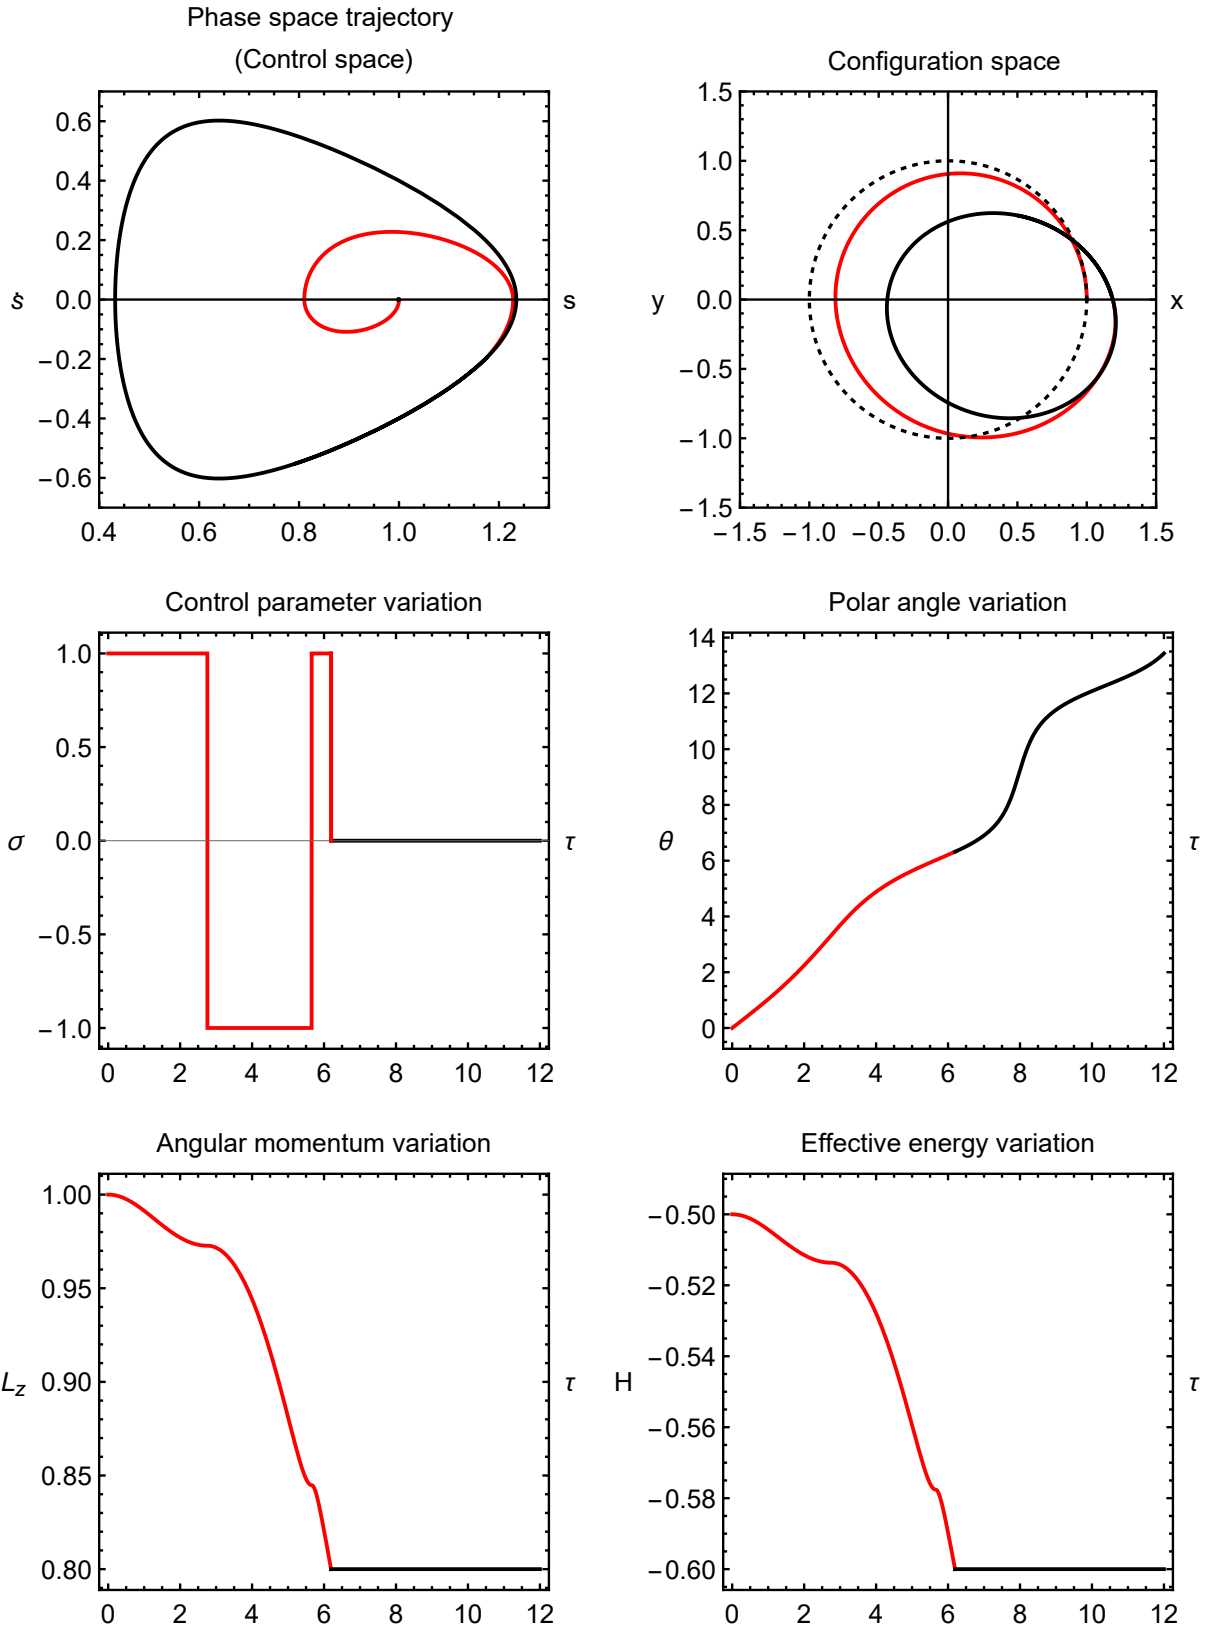 Phase space trajectory
(Control space)
0.6
0.4
0.2
0.0
−0.2
−0.4
−0.6
ṡ
s
0.4 0.6 0.8 1.0 1.2
Configuration space
1.5
1.0
0.5
0.0
−0.5
−1.0
−1.5
y
x
−1.5 −1.0 −0.5 0.0 0.5 1.0 1.5
Control parameter variation
1.0
0.5
0.0
−0.5
−1.0
σ
τ
0 2 4 6 8 10 12
Polar angle variation
14
12
10
8
6
4
2
0
θ
τ
0 2 4 6 8 10 12
Angular momentum variation
1.00
0.95
0.90
0.85
0.80
L_z
τ
0 2 4 6 8 10 12
Effective energy variation
−0.50
−0.52
−0.54
−0.56
−0.58
−0.60
H
τ
0 2 4 6 8 10 12